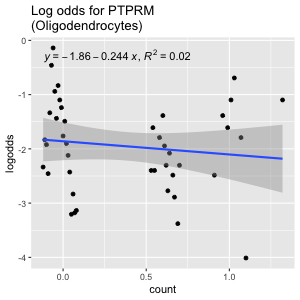 Log odds for PTPRM
(Oligodendrocytes)
y = − 1.86 − 0.244 x, R² = 0.02
0
-1
-2
-3
-4
logodds
0.0 0.5 1.0
count